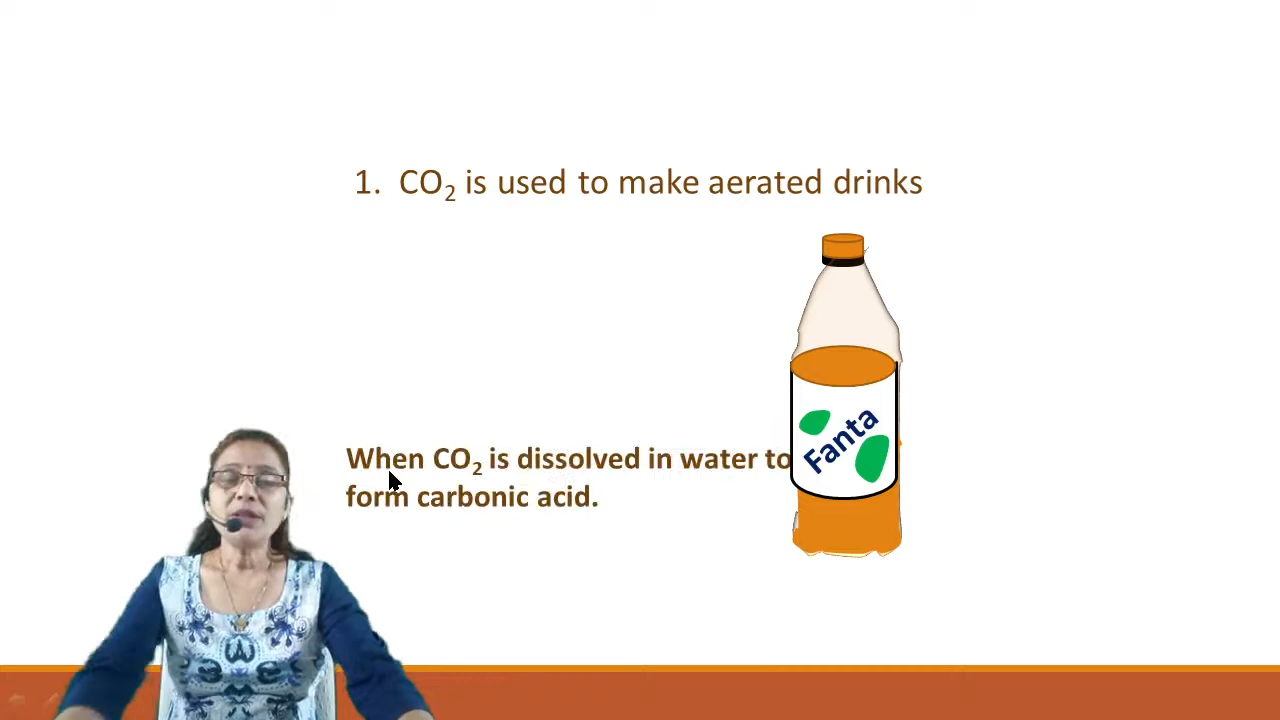 1. CO₂ is used to make aerated drinks
Fanta
When CO₂ is dissolved in water to
form carbonic acid.